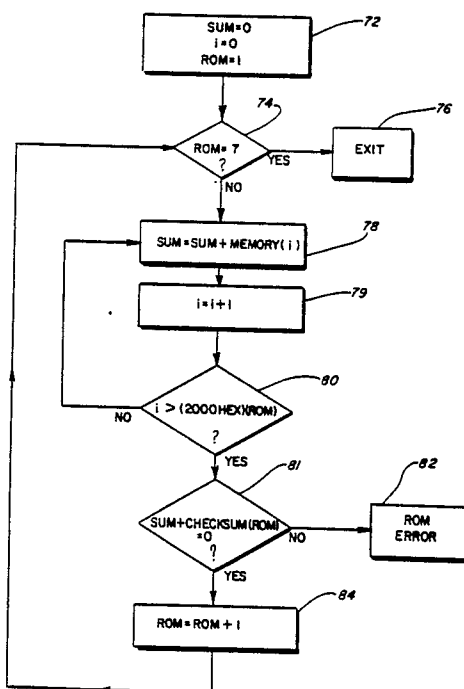 SUM=0
i=0
ROM=1
72
74
ROM= 7
?
YES
NO
76
EXIT
SUM=SUM+MEMORY(i)
78
i=i+1
79
80
i > (2000HEX)(ROM)
?
NO
YES
81
SUM+CHECKSUM(ROM)
=0
?
NO
YES
82
ROM
ERROR
84
ROM=ROM + 1